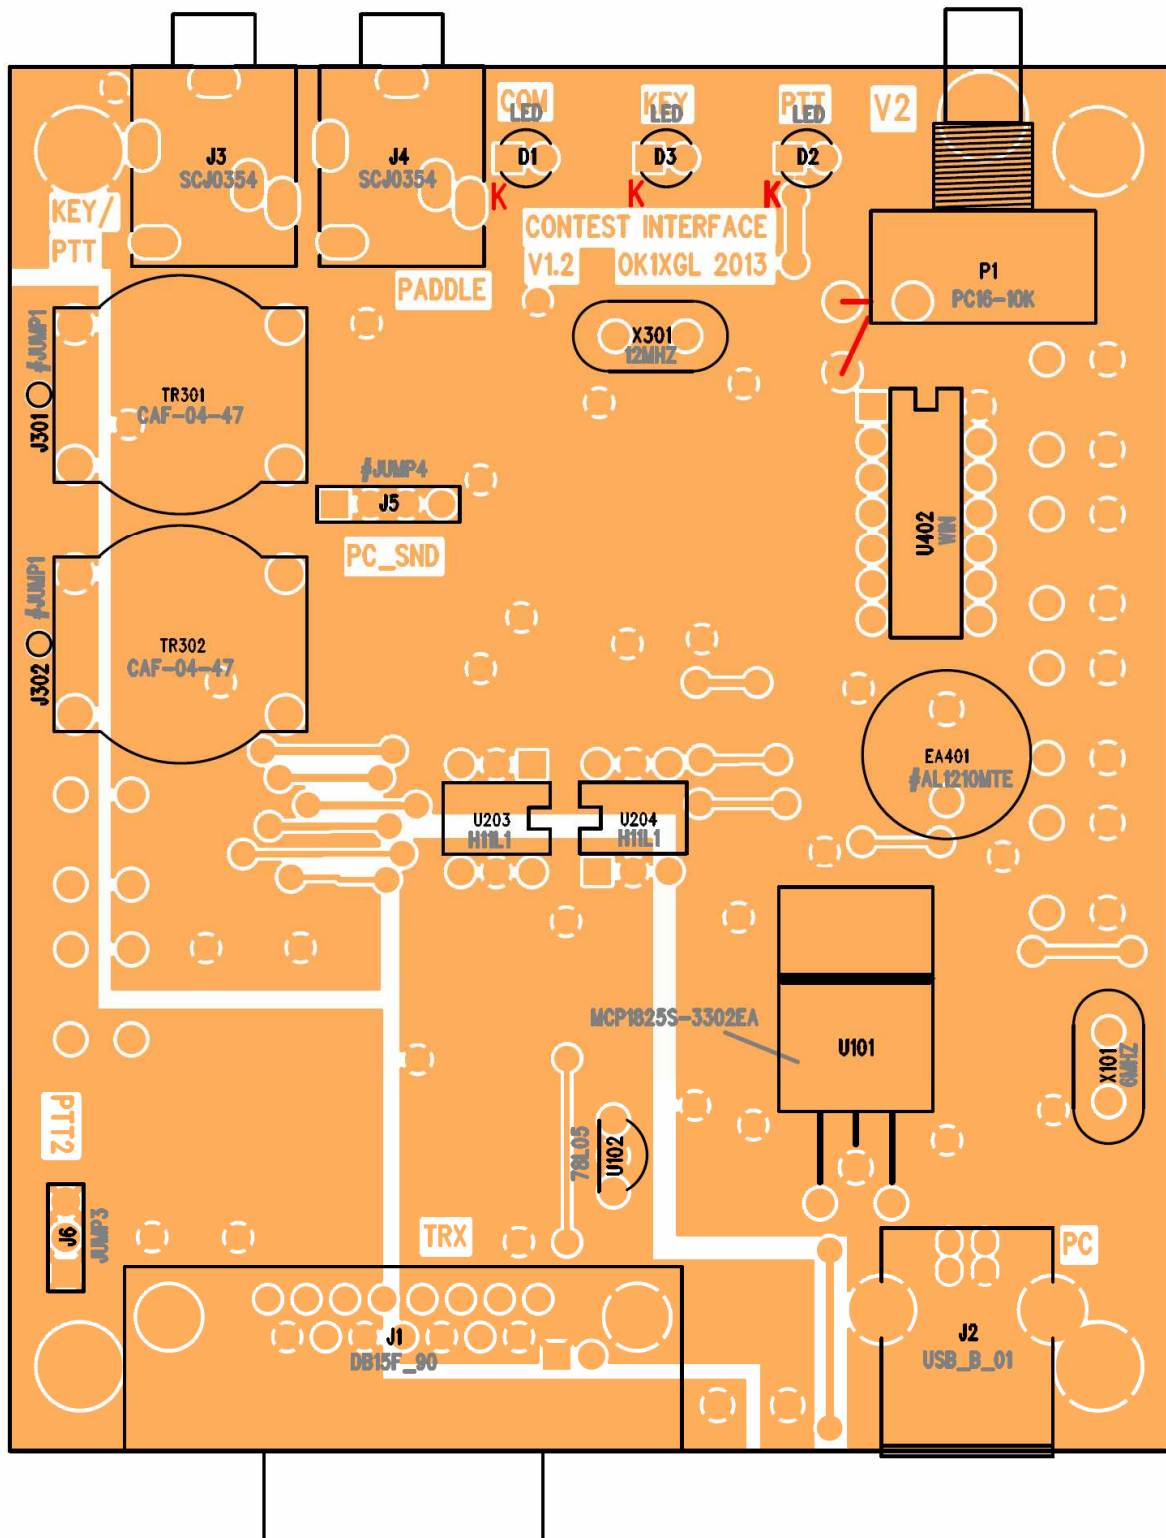 COM
LED
KEY
LED
PTT
LED
V2
J3
SCJ0354
J4
SCJ0354
D1
D3
D2
K
K
K
KEY/
PTT
CONTEST INTERFACE
V1.2
OK1XGL 2013
PADDLE
P1
PC16-10K
X301
12MHZ
#JUMP1
J301
TR301
CAF-04-47
#JUMP4
J5
PC_SND
U402
WIN
#JUMP1
J302
TR302
CAF-04-47
EA401
#AL1210MTE
U203
H11L1
U204
H11L1
MCP1825S-3302EA
U101
X101
6MHZ
PTT2
78L05
U102
J6
JUMP3
TRX
PC
J1
DB15F_90
J2
USB_B_01